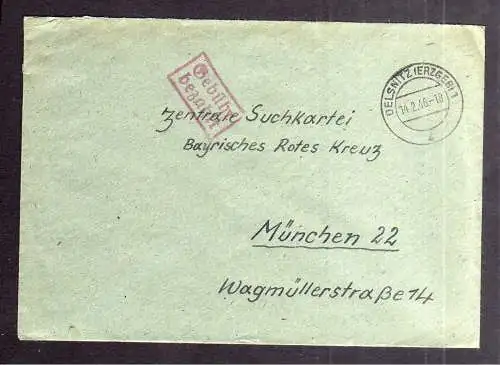 Gebühr
bezahlt
OELSNITZ (ERZGEB) 1
14.2.46.-18
Zentrale Suchkartei
Bayrisches Rotes Kreuz
München 22
Wagmüllerstraße 14